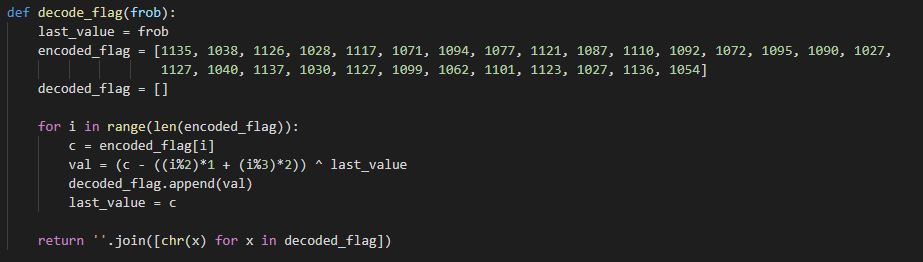 def decode_flag(frob):
    last_value = frob
    encoded_flag = [1135, 1038, 1126, 1028, 1117, 1071, 1094, 1077, 1121, 1087, 1110, 1092, 1072, 1095, 1090, 1027,
                    1127, 1040, 1137, 1030, 1127, 1099, 1062, 1101, 1123, 1027, 1136, 1054]
    decoded_flag = []

    for i in range(len(encoded_flag)):
        c = encoded_flag[i]
        val = (c - ((i%2)*1 + (i%3)*2)) ^ last_value
        decoded_flag.append(val)
        last_value = c

    return ''.join([chr(x) for x in decoded_flag])